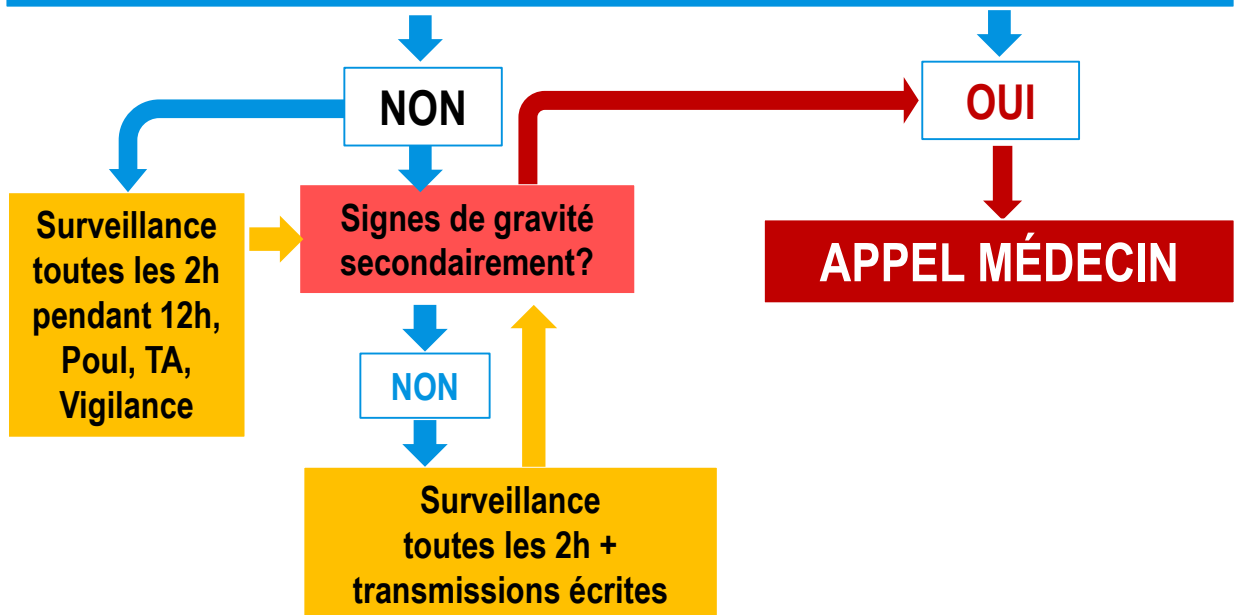 NON
OUI
Surveillance
toutes les 2h
pendant 12h,
Poul, TA,
Vigilance
Signes de gravité
secondairement?
APPEL MÉDECIN
NON
Surveillance
toutes les 2h +
transmissions écrites